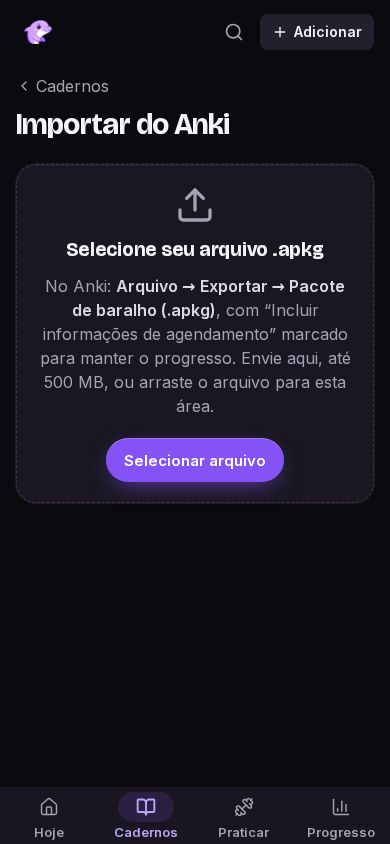 Adicionar
Cadernos
Importar do Anki
Selecione seu arquivo .apkg
No Anki: Arquivo → Exportar → Pacote
de baralho (.apkg), com “Incluir
informações de agendamento” marcado
para manter o progresso. Envie aqui, até
500 MB, ou arraste o arquivo para esta
área.
Selecionar arquivo
Hoje
Cadernos
Praticar
Progresso